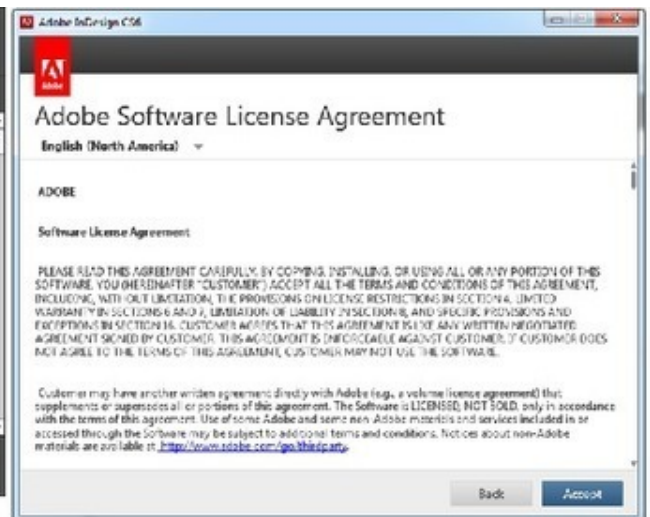 Adobe InDesign CS6
Adobe
Adobe Software License Agreement
English (North America)
ADOBE
Software License Agreement
PLEASE READ THIS AGREEMENT CAREFULLY. BY COPYING, INSTALLING, OR USING ALL OR ANY PORTION OF THIS
SOFTWARE, YOU (HEREINAFTER "CUSTOMER") ACCEPT ALL THE TERMS AND CONDITIONS OF THIS AGREEMENT,
INCLUDING, WITHOUT LIMITATION, THE PROVISIONS ON LICENSE RESTRICTIONS IN SECTION 4, LIMITED
WARRANTY IN SECTIONS 6 AND 7, LIMITATION OF LIABILITY IN SECTION 8, AND SPECIFIC PROVISIONS AND
EXCEPTIONS IN SECTION 16. CUSTOMER AGREES THAT THIS AGREEMENT IS LIKE ANY WRITTEN NEGOTIATED
AGREEMENT SIGNED BY CUSTOMER. THIS AGREEMENT IS ENFORCEABLE AGAINST CUSTOMER. IF CUSTOMER DOES
NOT AGREE TO THE TERMS OF THIS AGREEMENT, CUSTOMER MAY NOT USE THE SOFTWARE.
Customer may have another written agreement directly with Adobe (e.g., a volume license agreement) that
supplements or supersedes all or portions of this agreement. The Software is LICENSED, NOT SOLD, only in accordance
with the terms of this agreement. Use of some Adobe and some non-Adobe materials and services included in or
accessed through the Software may be subject to additional terms and conditions. Notices about non-Adobe
materials are available at http://www.adobe.com/go/thirdparty.
Back
Accept